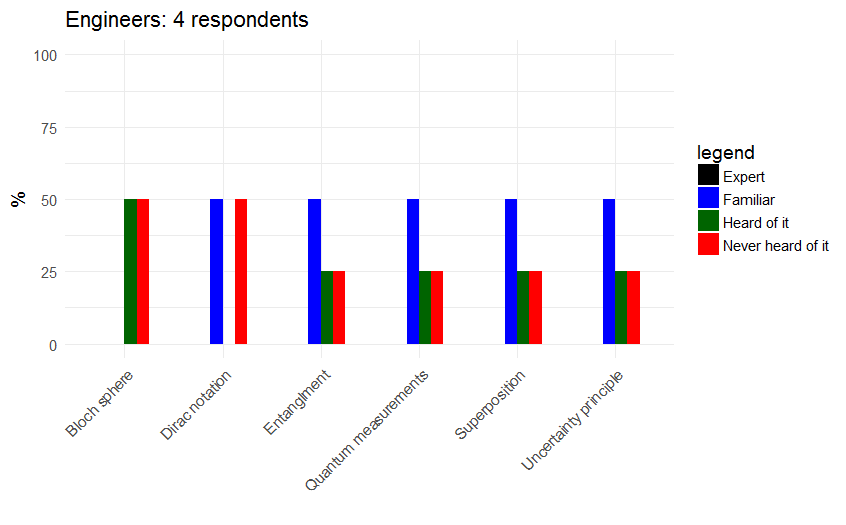 Engineers: 4 respondents
100
75
50
25
0
%
Bloch sphere
Dirac notation
Entanglment
Quantum measurements
Superposition
Uncertainty principle
legend
Expert
Familiar
Heard of it
Never heard of it